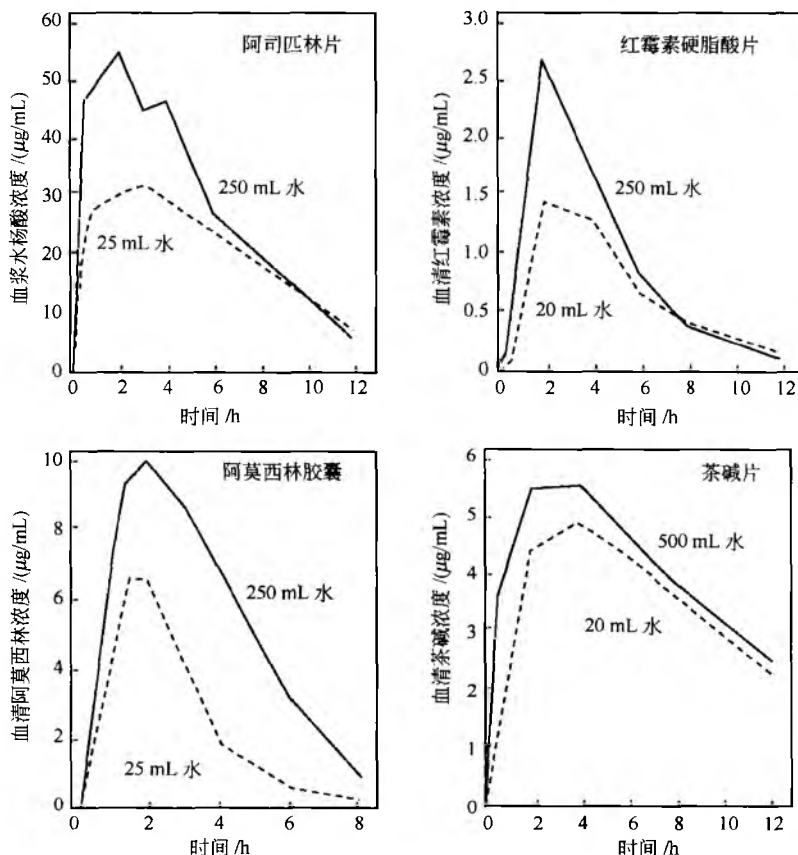 阿司匹林片
血浆水杨酸浓度 /(μg/mL)
60
50
40
30
20
10
0
250 mL 水
25 mL 水
0 2 4 6 8 10 12
时间 /h
红霉素硬脂酸片
血清红霉素浓度 /(μg/mL)
3.0
2.5
2.0
1.5
1.0
0.5
0
250 mL 水
20 mL 水
0 2 4 6 8 10 12
时间 /h
阿莫西林胶囊
血清阿莫西林浓度 /(μg/mL)
10
8
6
4
2
0
250 mL 水
25 mL 水
0 2 4 6 8
时间 /h
茶碱片
血清茶碱浓度 /(μg/mL)
6
5
4
3
2
1
0
500 mL 水
20 mL 水
0 2 4 6 8 10 12
时间 /h